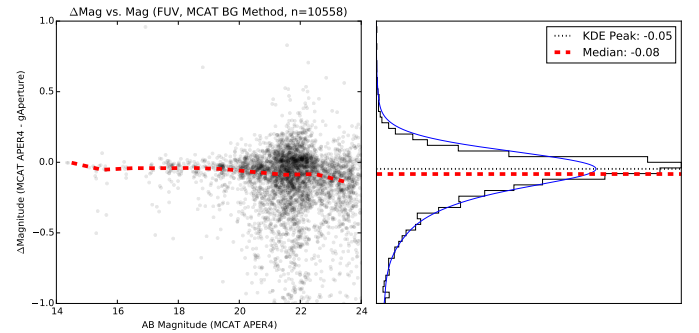 ΔMag vs. Mag (FUV, MCAT BG Method, n=10558)
1.0
0.5
0.0
−0.5
−1.0
ΔMagnitude (MCAT APER4 - gAperture)
14 16 18 20 22 24
AB Magnitude (MCAT APER4)
KDE Peak: -0.05
Median: -0.08